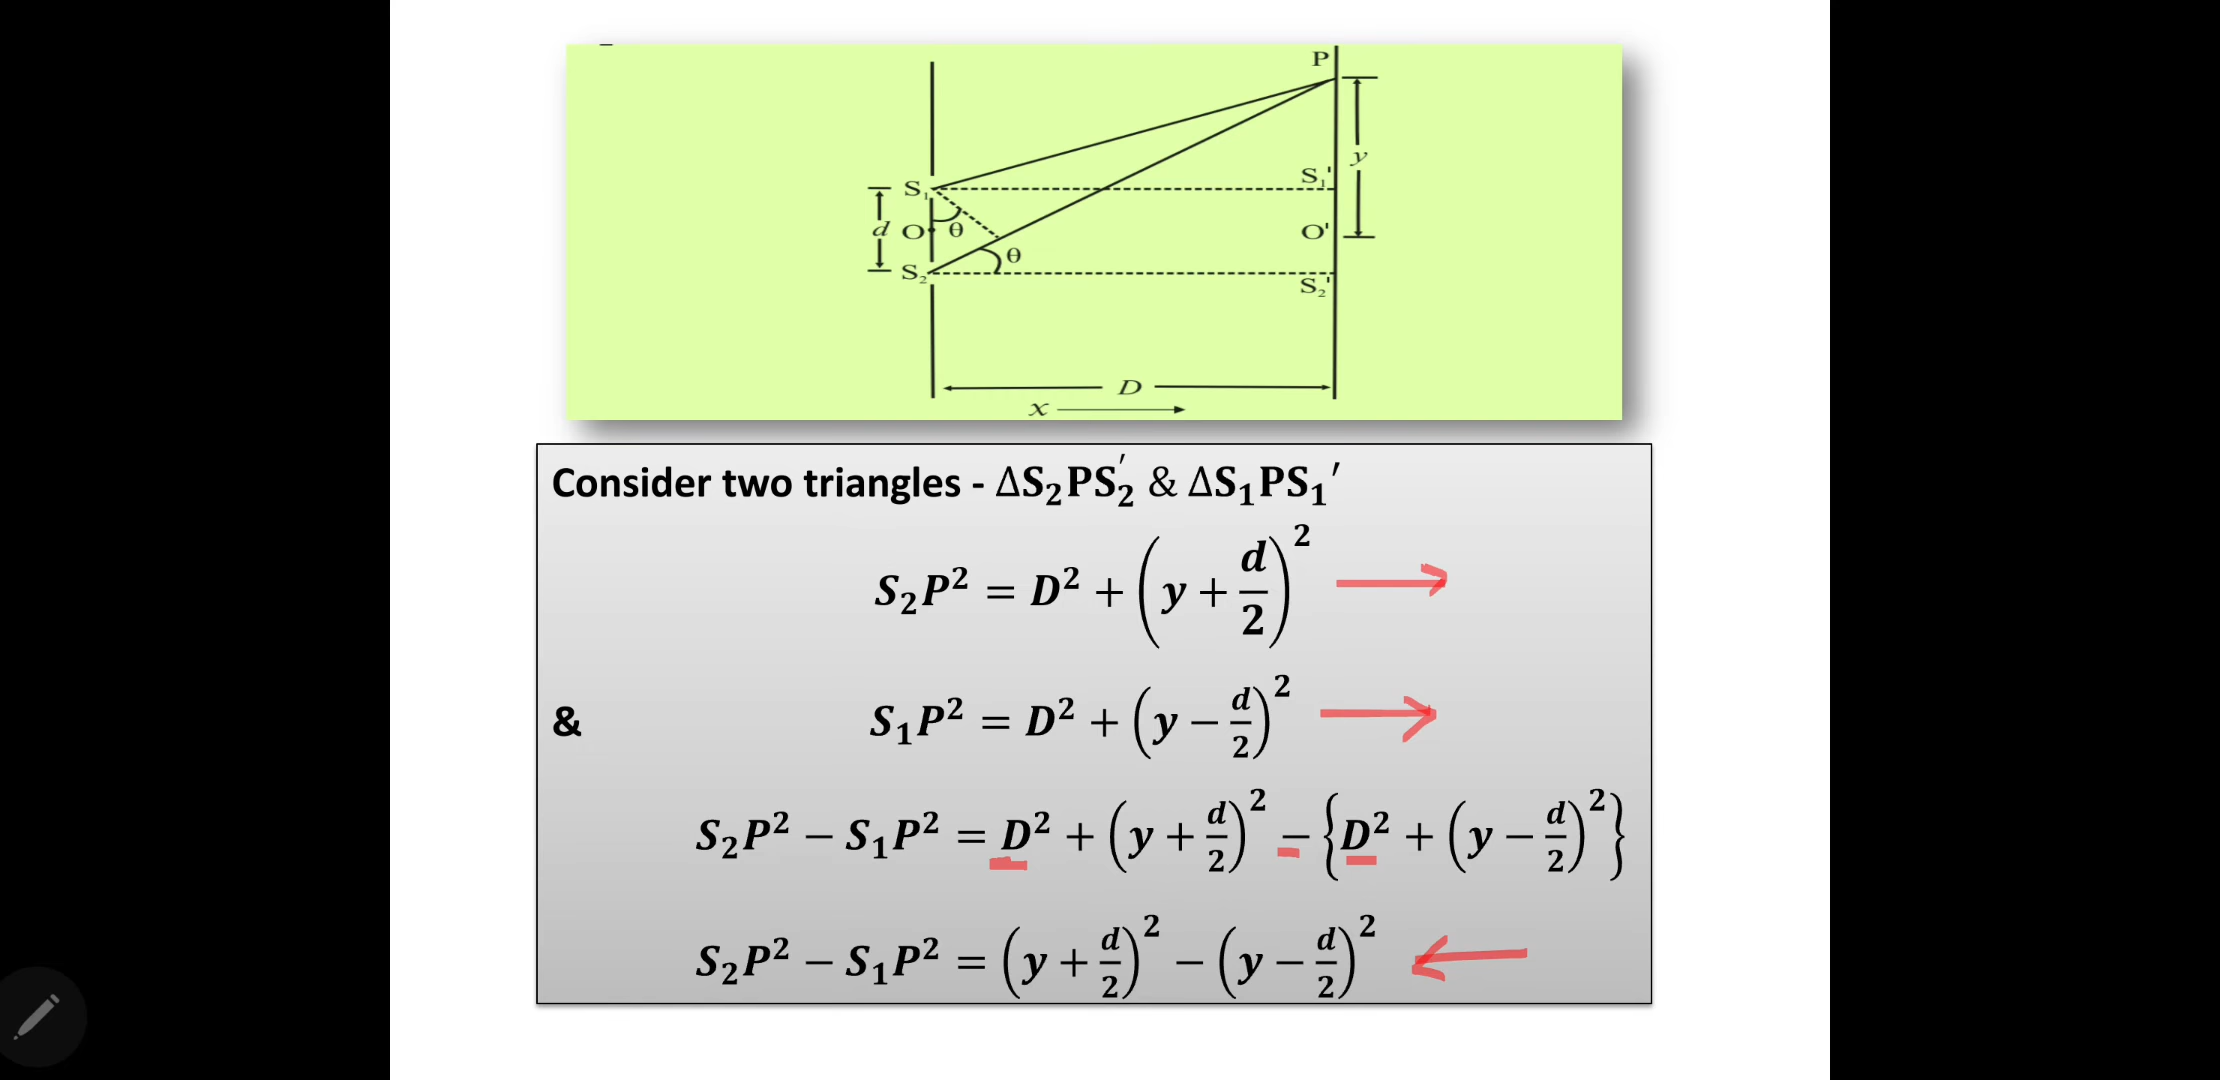 P
y
S₁ S₁'
d O θ O'
θ
S₂ S₂'
D
x
Consider two triangles - ΔS₂PS₂′ & ΔS₁PS₁′
S₂P² = D² + (y + d/2)²
& S₁P² = D² + (y − d/2)²
S₂P² − S₁P² = D² + (y + d/2)² − {D² + (y − d/2)²}
S₂P² − S₁P² = (y + d/2)² − (y − d/2)²